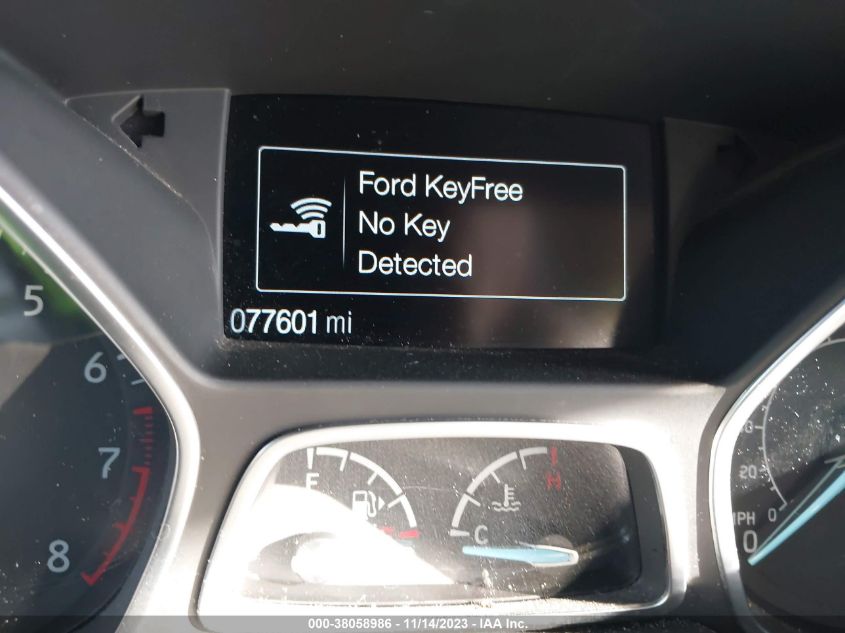 Ford KeyFree
No Key
Detected
077601 mi
5
6
7
8
F
H
C
20
0
MPH
0
000-38058986 - 11/14/2023 - IAA Inc.